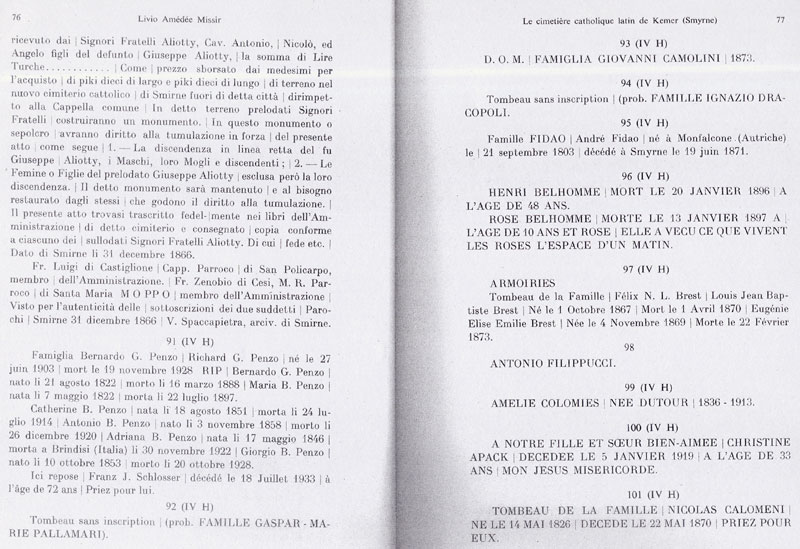 76 Livio Amédée Missir
ricevuto dai | Signori Fratelli Aliotty, Cav. Antonio, | Nicolò, ed
Angelo figli del defunto | Giuseppe Aliotty, | la somma di Lire
Turche............ | Come | prezzo sborsato dai medesimi per
l'acquisto | di piki dieci di largo e piki dieci di lungo | di terreno nel
nuovo cimiterio cattolico | di Smirne fuori di detta città | dirimpet-
to alla Cappella comune | In detto terreno prelodati Signori
Fratelli | costruiranno un monumento. | In questo monumento o
sepolcro | avranno diritto alla tumulazione in forza | del presente
atto | come segue | 1. — La discendenza in linea retta del fu
Giuseppe | Aliotty, i Maschi, loro Mogli e discendenti ; | 2. — Le
Femine o Figlie del prelodato Giuseppe Aliotty | esclusa però la loro
discendenza. | Il detto monumento sarà mantenuto | e al bisogno
restaurato dagli stessi | che godono il diritto alla tumulazione. |
Il presente atto trovasi trascritto fedel-|mente nei libri dell'Am-
ministrazione | di detto cimiterio e consegnato | copia conforme
a ciascuno dei | sullodati Signori Fratelli Aliotty. Di cui | fede etc. |
Dato di Smirne li 31 decembre 1866.
Fr. Luigi di Castiglione | Capp. Parroco | di San Policarpo,
membro | dell'Amministrazione. | Fr. Zenobio di Cesi, M. R. Par-
roco | di Santa Maria M O P P O | membro dell'Amministrazione |
Visto per l'autenticità delle | sottoscrizioni dei due suddetti | Paro-
chi | Smirne 31 dicembre 1866 | V. Spaccapietra, arciv. di Smirne.
91 (IV H)
Famiglia Bernardo G. Penzo | Richard G. Penzo | né le 27
juin 1903 | mort le 19 novembre 1928 RIP | Bernardo G. Penzo |
nato li 21 agosto 1822 | morto li 16 marzo 1888 | Maria B. Penzo |
nata li 7 maggio 1822 | morta li 22 luglio 1897.
Catherine B. Penzo | nata li 18 agosto 1851 | morta li 24 lu-
glio 1914 | Antonio B. Penzo | nato li 3 novembre 1858 | morto li
26 dicembre 1920 | Adriana B. Penzo | nata li 17 maggio 1846 |
morta a Brindisi (Italia) li 30 novembre 1922 | Giorgio B. Penzo |
nato li 10 ottobre 1853 | morto li 20 ottobre 1928.
Ici repose | Franz J. Schlosser | décédé le 18 Juillet 1933 | à
l'âge de 72 ans | Priez pour lui.
92 (IV H)
Tombeau sans inscription | (prob. FAMILLE GASPAR - MA-
RIE PALLAMARI).
Le cimetière catholique latin de Kemer (Smyrne) 77
93 (IV H)
D. O. M. | FAMIGLIA GIOVANNI CAMOLINI | 1873.
94 (IV H)
Tombeau sans inscription | (prob. FAMILLE IGNAZIO DRA-
COPOLI.
95 (IV H)
Famille FIDAO | André Fidao | né à Monfalcone (Autriche)
le | 21 septembre 1803 | décédé à Smyrne le 19 juin 1871.
96 (IV H)
HENRI BELHOMME | MORT LE 20 JANVIER 1896 | A
L'AGE DE 48 ANS.
ROSE BELHOMME | MORTE LE 13 JANVIER 1897 A |
L'AGE DE 10 ANS ET ROSE | ELLE A VECU CE QUE VIVENT
LES ROSES L'ESPACE D'UN MATIN.
97 (IV H)
ARMOIRIES
Tombeau de la Famille | Félix N. L. Brest | Louis Jean Bap-
tiste Brest | Né le 1 Octobre 1867 | Mort le 1 Avril 1870 | Eugénie
Elise Emilie Brest | Née le 4 Novembre 1869 | Morte le 22 Février
1873.
98
ANTONIO FILIPPUCCI.
99 (IV H)
AMELIE COLOMIES | NEE DUTOUR | 1836 - 1913.
100 (IV H)
A NOTRE FILLE ET SŒUR BIEN-AIMEE | CHRISTINE
APACK | DECEDEE LE 5 JANVIER 1919 | A L'AGE DE 33
ANS | MON JESUS MISERICORDE.
101 (IV H)
TOMBEAU DE LA FAMILLE | NICOLAS CALOMENI |
NE LE 14 MAI 1826 | DECEDE LE 22 MAI 1870 | PRIEZ POUR
EUX.